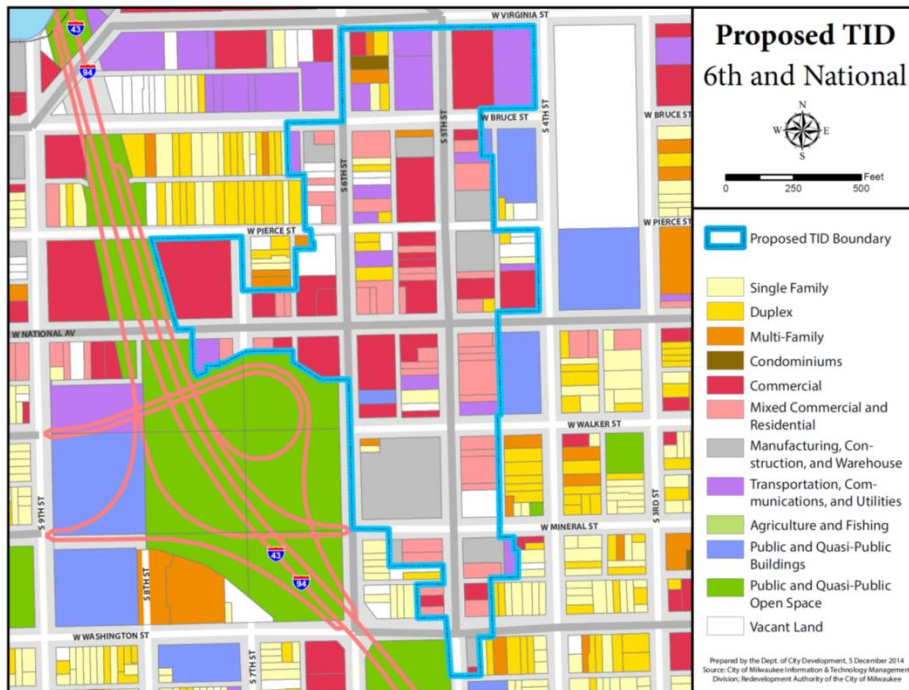 Proposed TID
6th and National
N
W E
S
0 250 500
Feet
Proposed TID Boundary
Single Family
Duplex
Multi-Family
Condominiums
Commercial
Mixed Commercial and
Residential
Manufacturing, Con-
struction, and Warehouse
Transportation, Com-
munications, and Utilities
Agriculture and Fishing
Public and Quasi-Public
Buildings
Public and Quasi-Public
Open Space
Vacant Land
Prepared by the Dept. of City Development, 5 December 2014
Source: City of Milwaukee Information & Technology Management
Division; Redevelopment Authority of the City of Milwaukee
W VIRGINIA ST
43
94
W BRUCE ST
W BRUCE ST
S 6TH ST
S 5TH ST
S 4TH ST
W PIERCE ST
W PIERCE ST
W NATIONAL AV
W WALKER ST
S 9TH ST
S 3RD ST
W MINERAL ST
43
94
S 8TH ST
W WASHINGTON ST
S 7TH ST